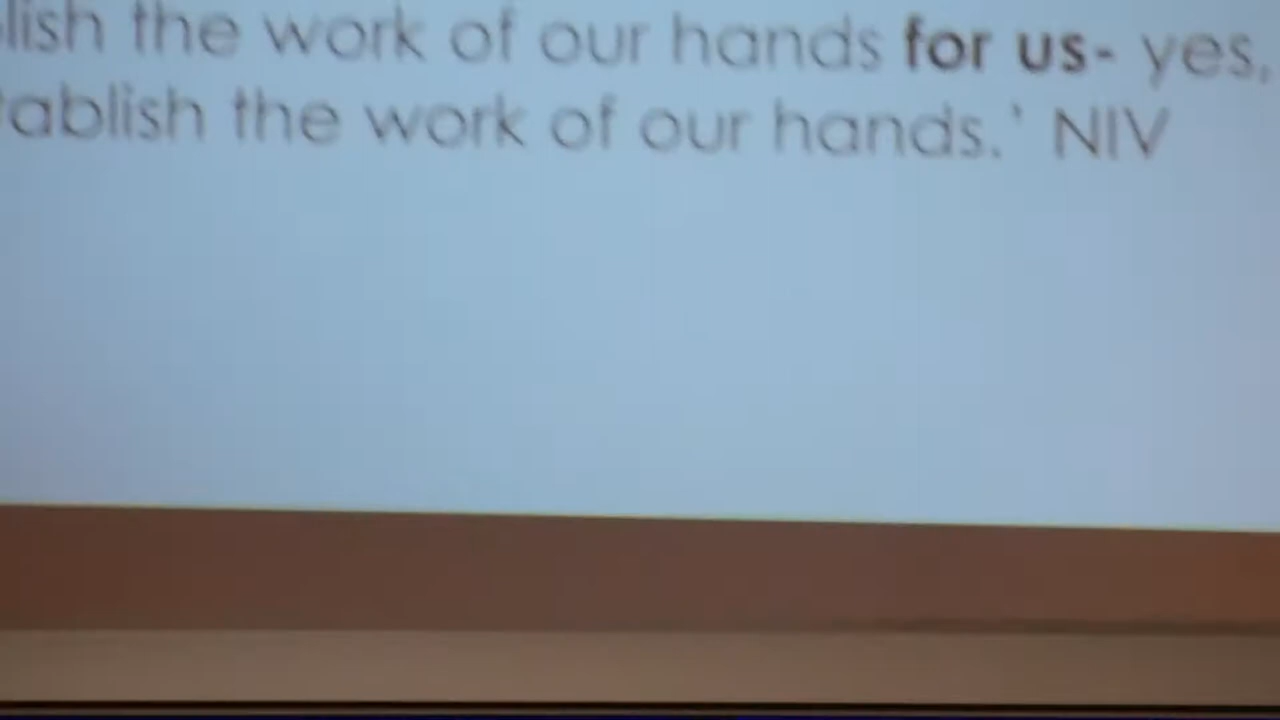 lish the work of our hands for us- yes,
ablish the work of our hands.' NIV